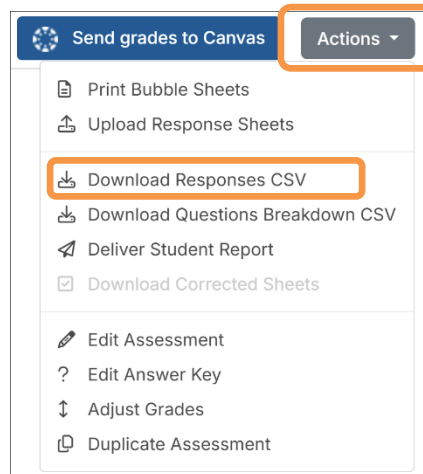 Send grades to Canvas Actions
Print Bubble Sheets
Upload Response Sheets
Download Responses CSV
Download Questions Breakdown CSV
Deliver Student Report
Download Corrected Sheets
Edit Assessment
? Edit Answer Key
Adjust Grades
Duplicate Assessment